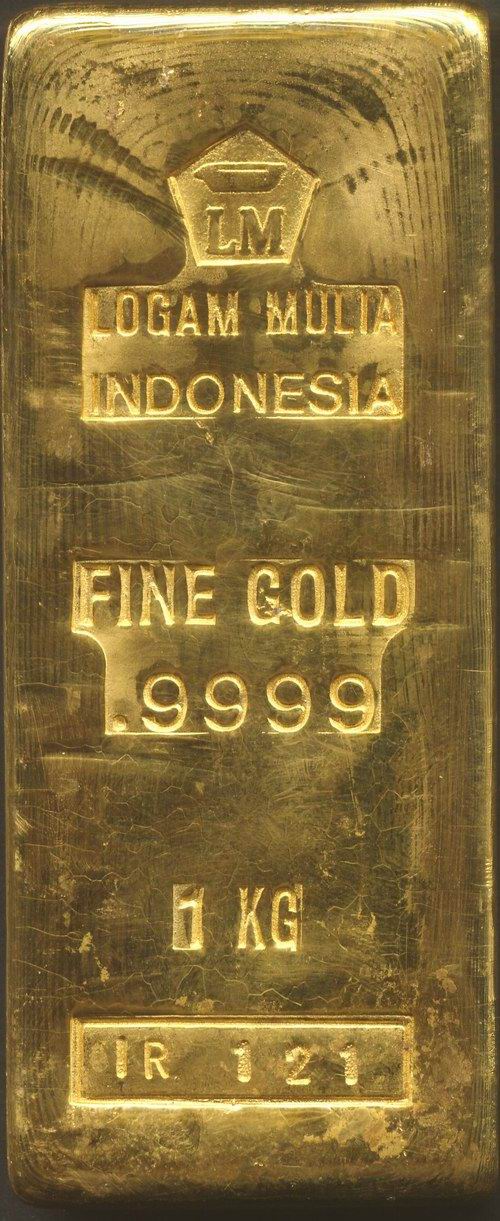 LM
LOGAM MULIA
INDONESIA
FINE GOLD
.9999
1 KG
IR 121